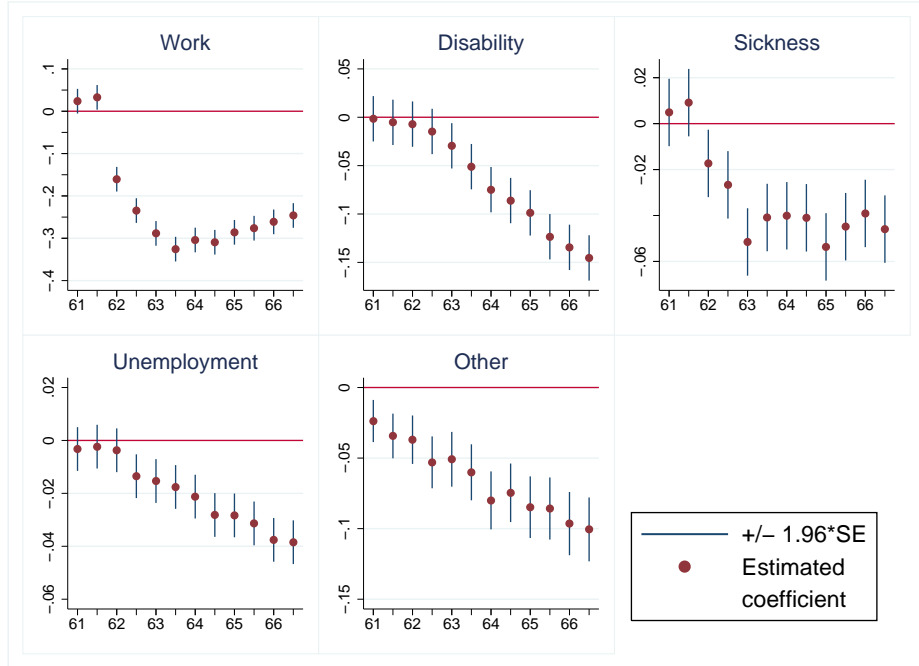 Work
.1
0
−.1
−.2
−.3
−.4
61 62 63 64 65 66
Disability
.05
0
−.05
−.1
−.15
61 62 63 64 65 66
Sickness
.02
0
−.02
−.06
61 62 63 64 65 66
Unemployment
.02
0
−.02
−.04
−.06
61 62 63 64 65 66
Other
0
−.05
−.1
−.15
61 62 63 64 65 66
+/− 1.96*SE
Estimated
coefficient